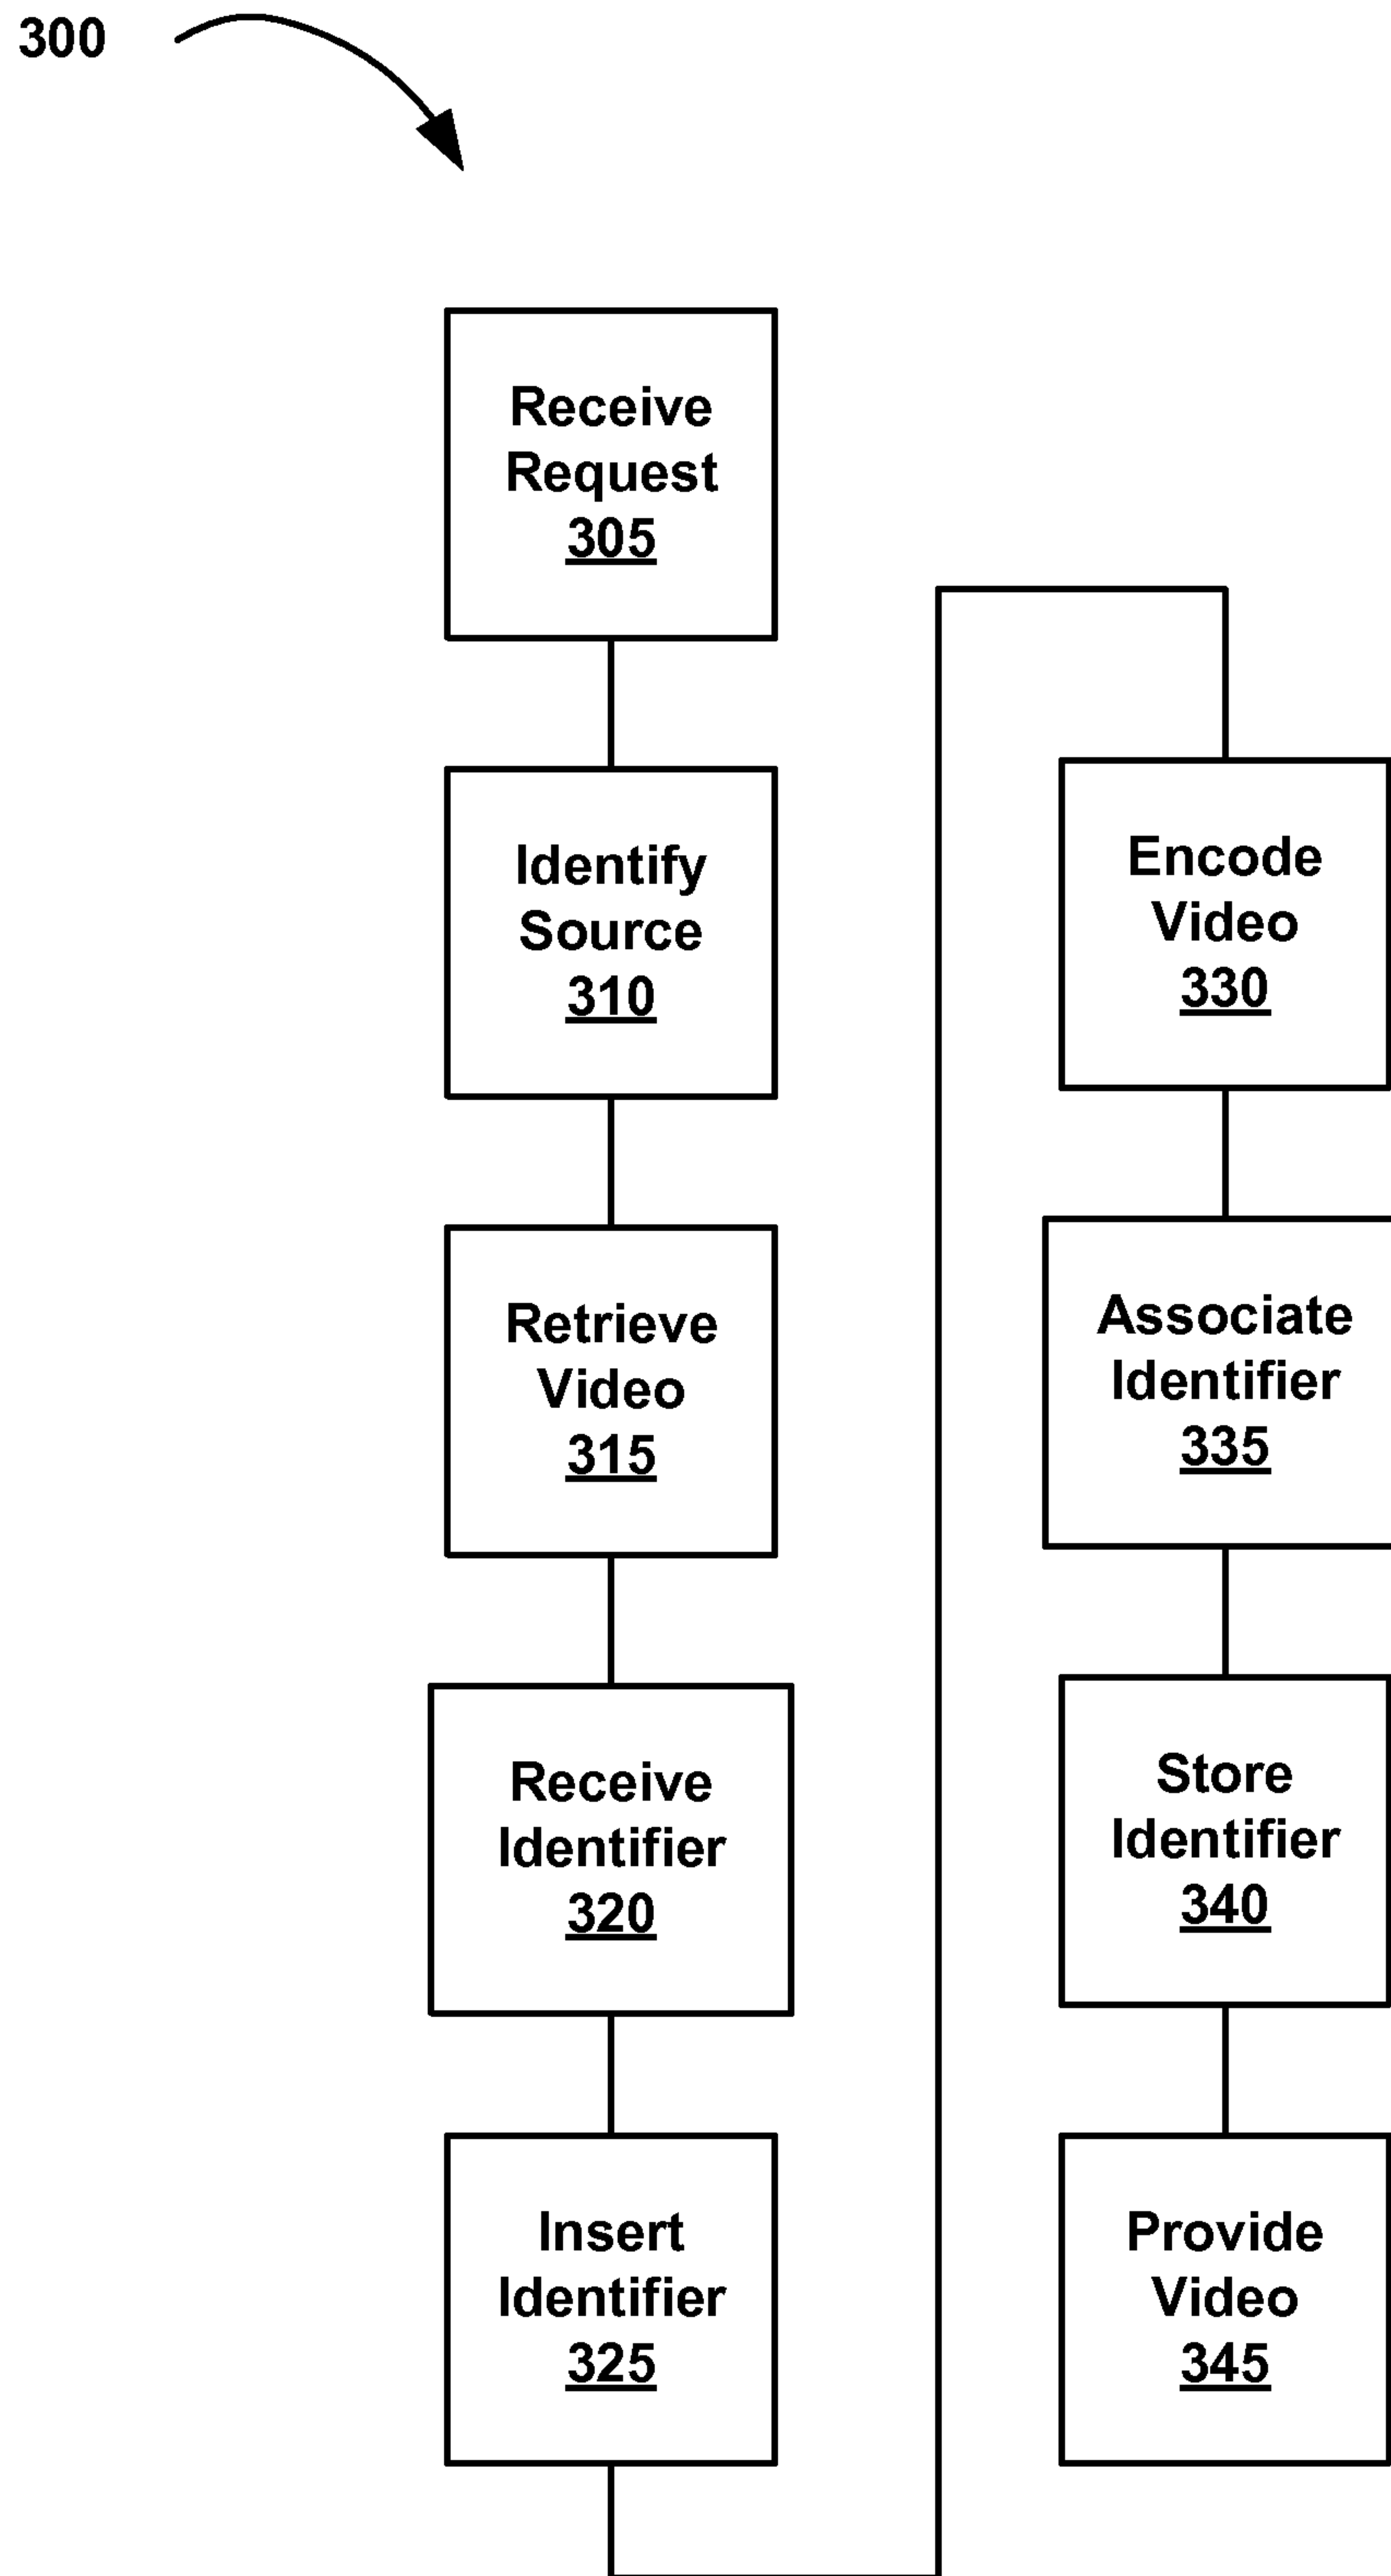 300
Receive
Request
305
Identify
Source
310
Retrieve
Video
315
Receive
Identifier
320
Insert
Identifier
325
Encode
Video
330
Associate
Identifier
335
Store
Identifier
340
Provide
Video
345